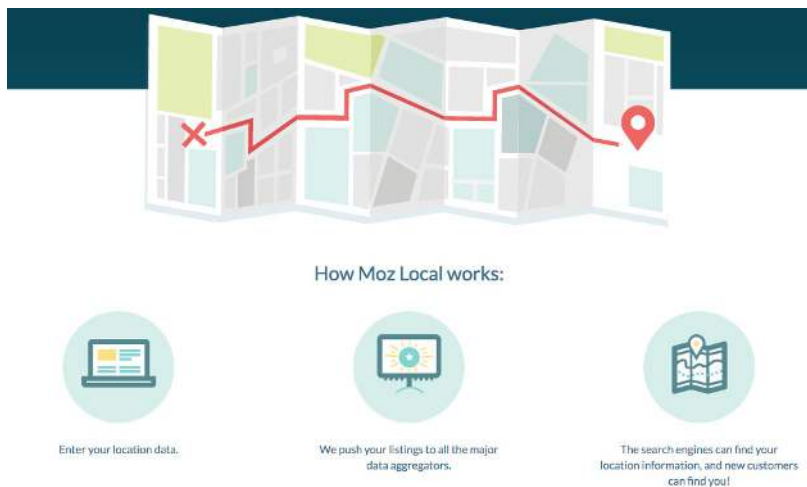 How Moz Local works:
Enter your location data.
We push your listings to all the major
data aggregators.
The search engines can find your
location information, and new customers
can find you!